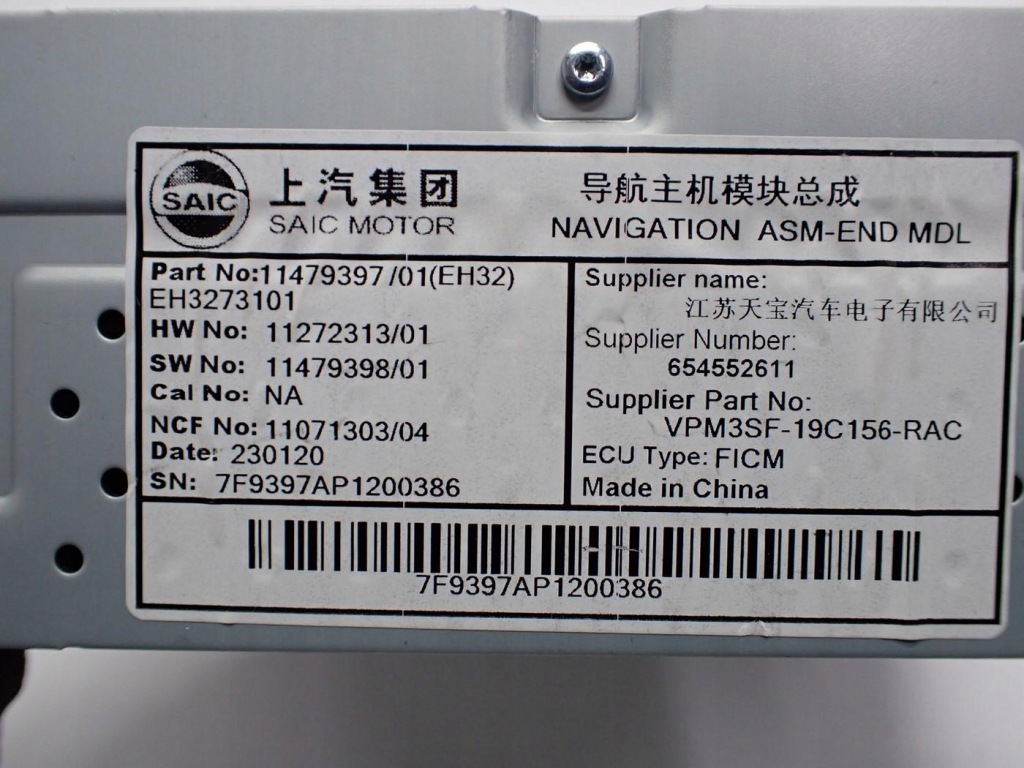 SAIC
上汽集团
SAIC MOTOR
导航主机模块总成
NAVIGATION ASM-END MDL
Part No:11479397/01(EH32)
EH3273101
HW No: 11272313/01
SW No: 11479398/01
Cal No: NA
NCF No: 11071303/04
Date: 230120
SN: 7F9397AP1200386
Supplier name:
江苏天宝汽车电子有限公司
Supplier Number:
654552611
Supplier Part No:
VPM3SF-19C156-RAC
ECU Type: FICM
Made in China
7F9397AP1200386